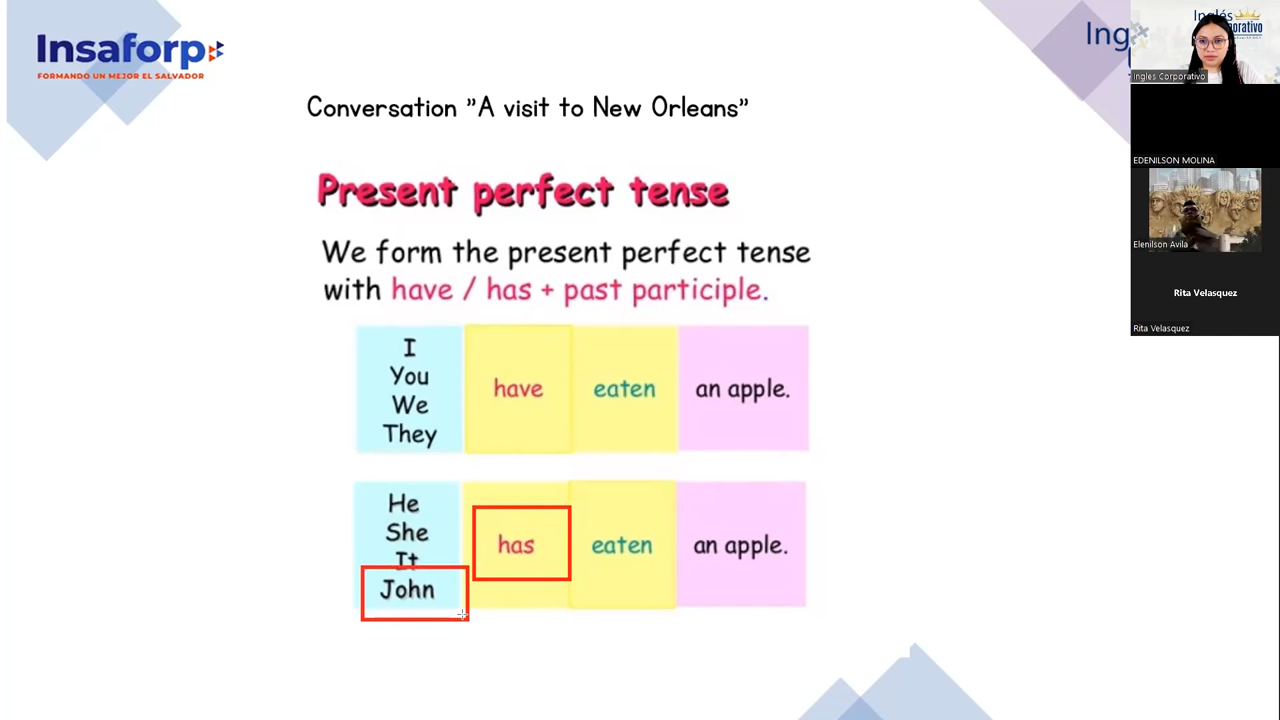 Insaforp
FORMANDO UN MEJOR EL SALVADOR
Conversation "A visit to New Orleans"
Present perfect tense
We form the present perfect tense
with have / has + past participle.
I
You
We
They
have
eaten
an apple.
He
She
It
John
has
eaten
an apple.
Ing
Inglés
Ingles Corporativo
EDENILSON MOLINA
Elenilson Avila
Rita Velasquez
Rita Velasquez